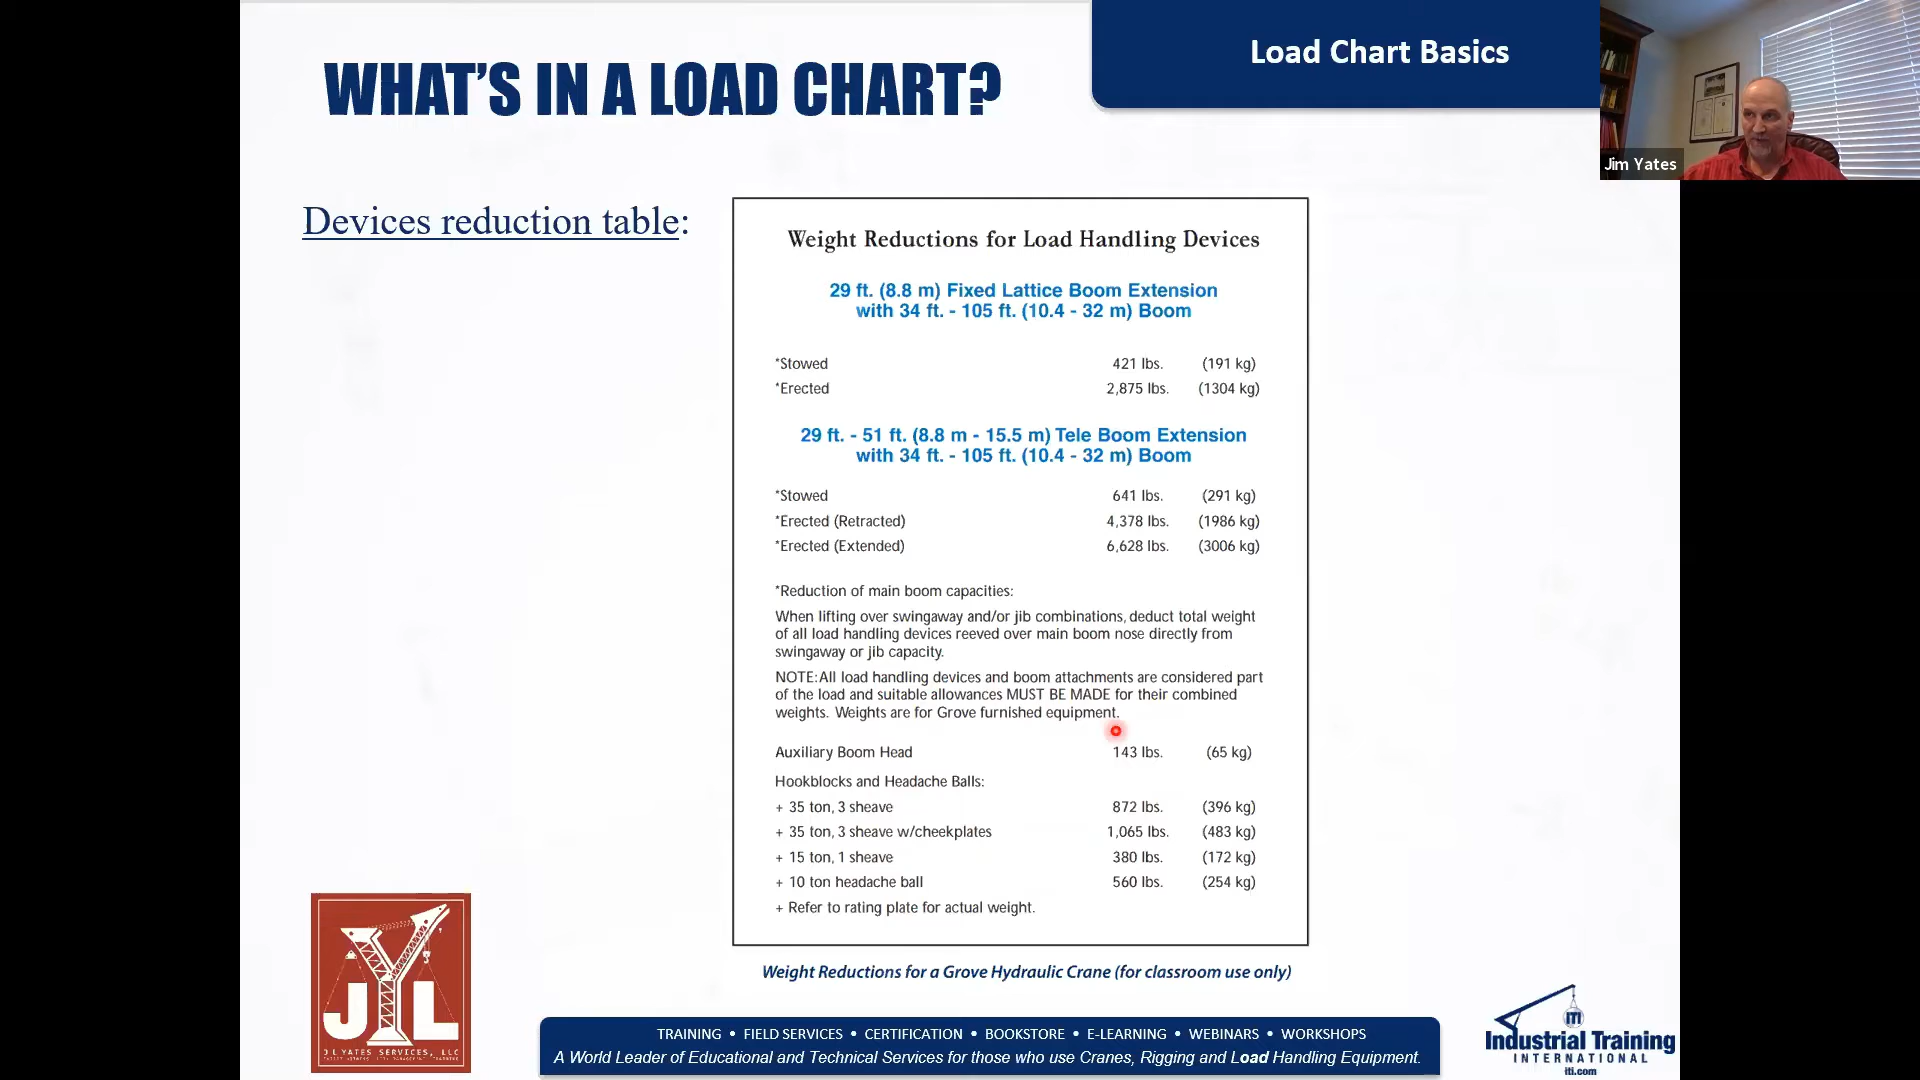 WHAT'S IN A LOAD CHART?
Load Chart Basics
Jim Yates
Devices reduction table:
Weight Reductions for Load Handling Devices
29 ft. (8.8 m) Fixed Lattice Boom Extension
with 34 ft. - 105 ft. (10.4 - 32 m) Boom
*Stowed 421 lbs. (191 kg)
*Erected 2,875 lbs. (1304 kg)
29 ft. - 51 ft. (8.8 m - 15.5 m) Tele Boom Extension
with 34 ft. - 105 ft. (10.4 - 32 m) Boom
*Stowed 641 lbs. (291 kg)
*Erected (Retracted) 4,378 lbs. (1986 kg)
*Erected (Extended) 6,628 lbs. (3006 kg)
*Reduction of main boom capacities:
When lifting over swingaway and/or jib combinations, deduct total weight
of all load handling devices reeved over main boom nose directly from
swingaway or jib capacity.
NOTE: All load handling devices and boom attachments are considered part
of the load and suitable allowances MUST BE MADE for their combined
weights. Weights are for Grove furnished equipment.
Auxiliary Boom Head 143 lbs. (65 kg)
Hookblocks and Headache Balls:
+ 35 ton, 3 sheave 872 lbs. (396 kg)
+ 35 ton, 3 sheave w/cheekplates 1,065 lbs. (483 kg)
+ 15 ton, 1 sheave 380 lbs. (172 kg)
+ 10 ton headache ball 560 lbs. (254 kg)
+ Refer to rating plate for actual weight.
Weight Reductions for a Grove Hydraulic Crane (for classroom use only)
JYL
J L YATES SERVICES, LLC
TRAINING • FIELD SERVICES • CERTIFICATION • BOOKSTORE • E-LEARNING • WEBINARS • WORKSHOPS
A World Leader of Educational and Technical Services for those who use Cranes, Rigging and Load Handling Equipment.
ITI
Industrial Training
INTERNATIONAL
iti.com